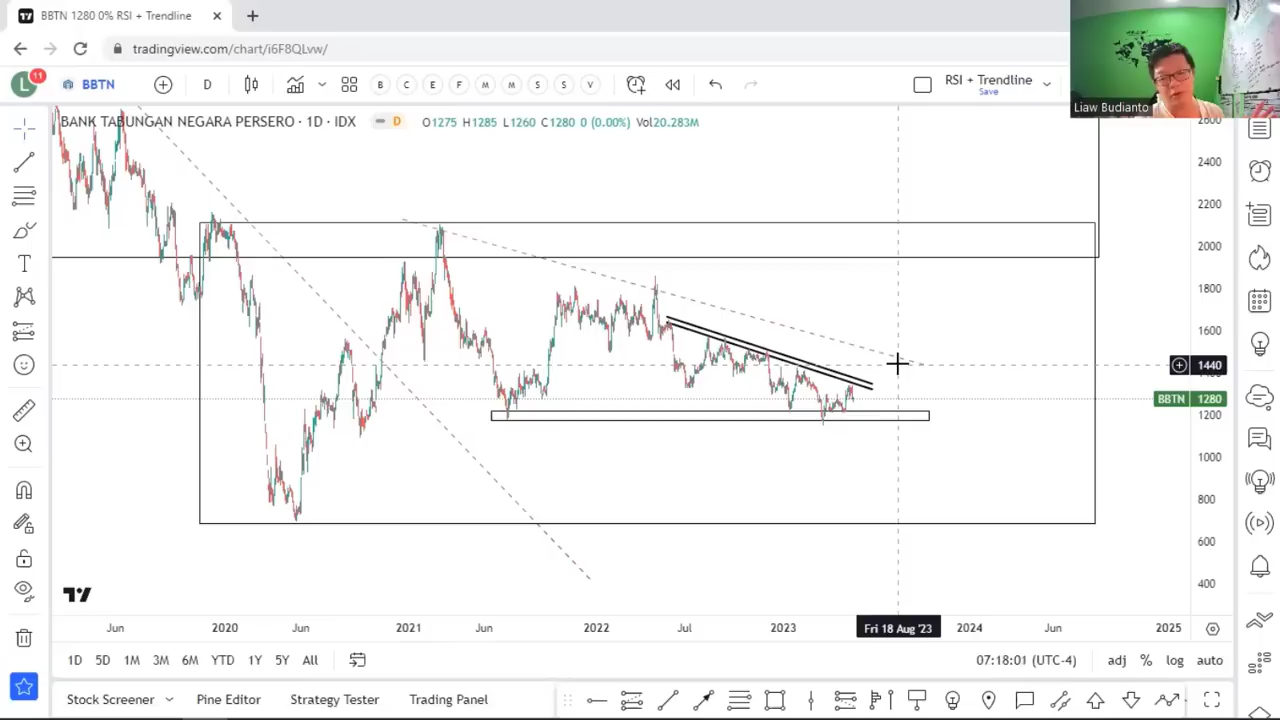 BBTN 1280 0% RSI + Trendline
tradingview.com/chart/i6F8QLvw/
L 11 BBTN D B C E F M M S S V RSI + Trendline
Save
Liaw Budianto
BANK TABUNGAN NEGARA PERSERO · 1D · IDX D O1275 H1285 L1260 C1280 0 (0.00%) Vol20.283M
2600
2400
2200
2000
1800
1600
1400
1440
BBTN 1280
1200
1000
800
600
400
Jun 2020 Jun 2021 Jun 2022 Jul 2023 Fri 18 Aug '23 2024 Jun 2025
1D 5D 1M 3M 6M YTD 1Y 5Y All 07:18:01 (UTC-4) adj % log auto
Stock Screener Pine Editor Strategy Tester Trading Panel